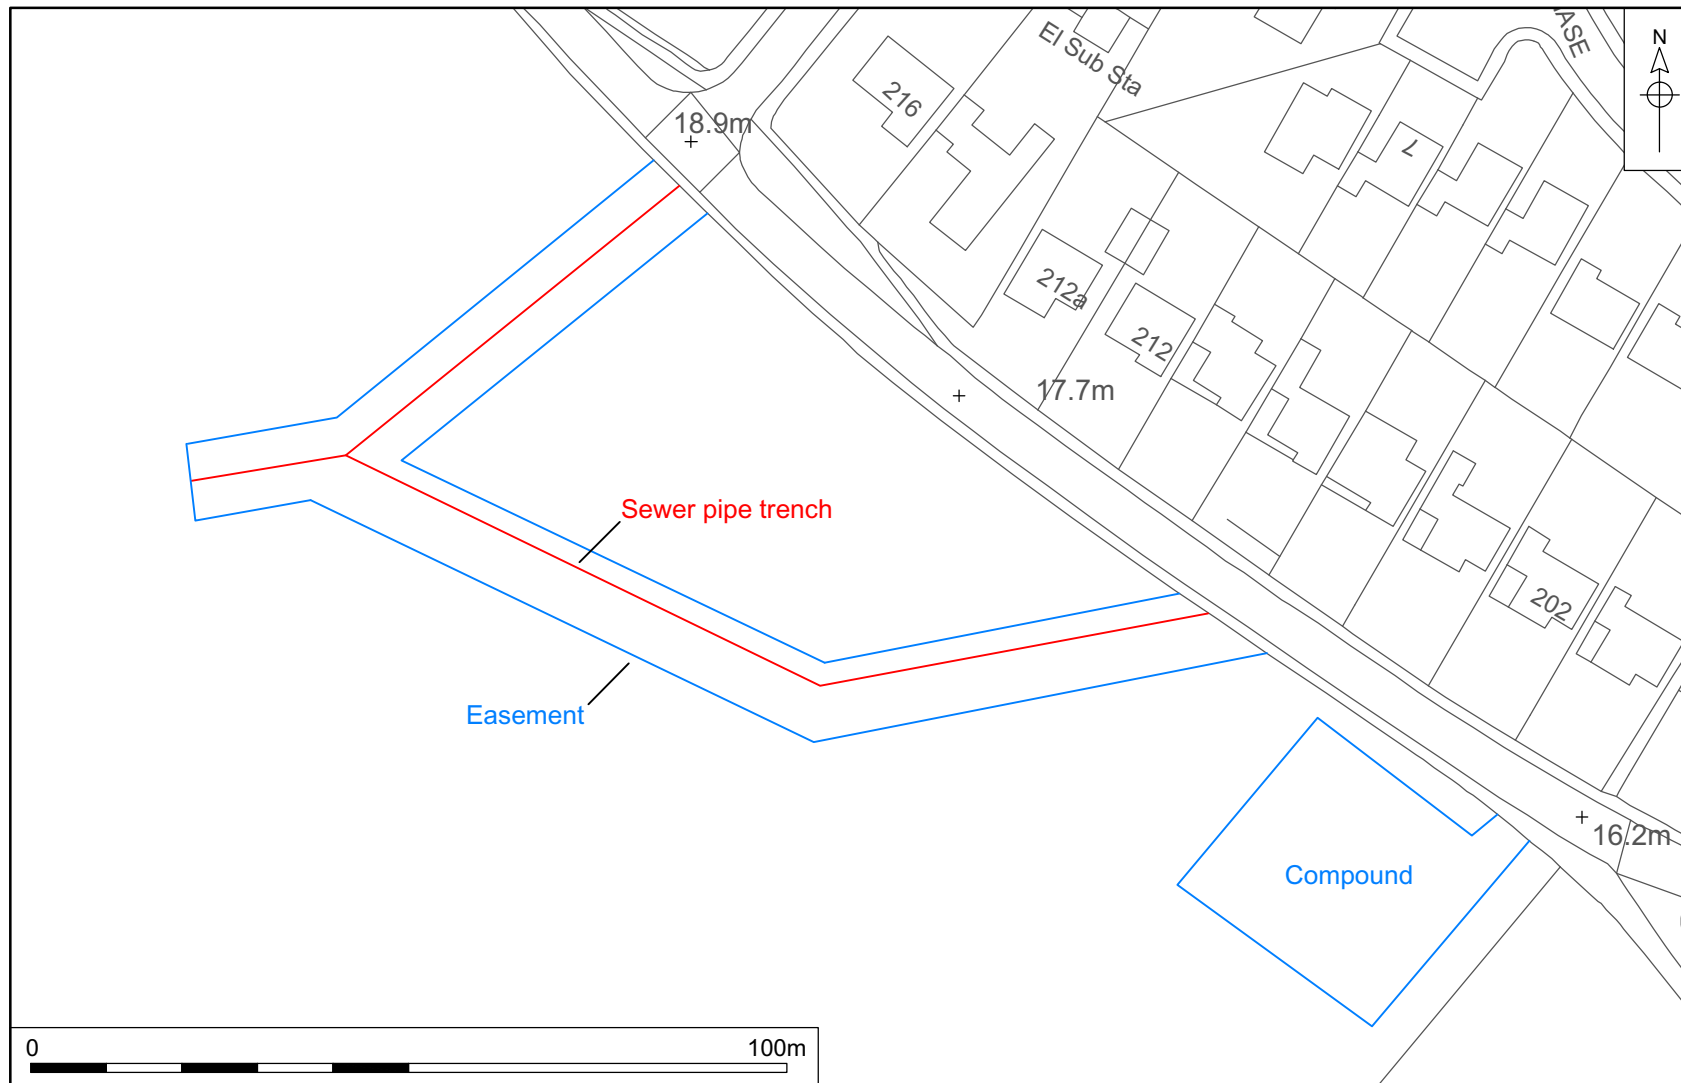 El Sub Sta
N
216
18.9m
7
212a
212
17.7m
Sewer pipe trench
202
Easement
16.2m
Compound
0
100m